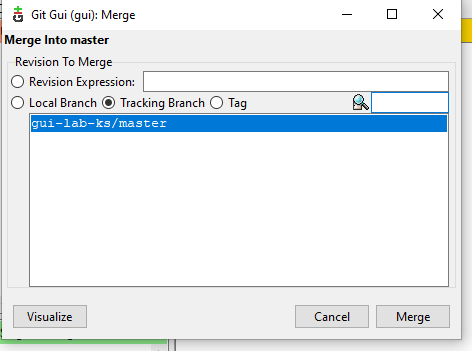 Git Gui (gui): Merge
Merge Into master
Revision To Merge
Revision Expression:
Local Branch Tracking Branch Tag
gui-lab-ks/master
Visualize Cancel Merge